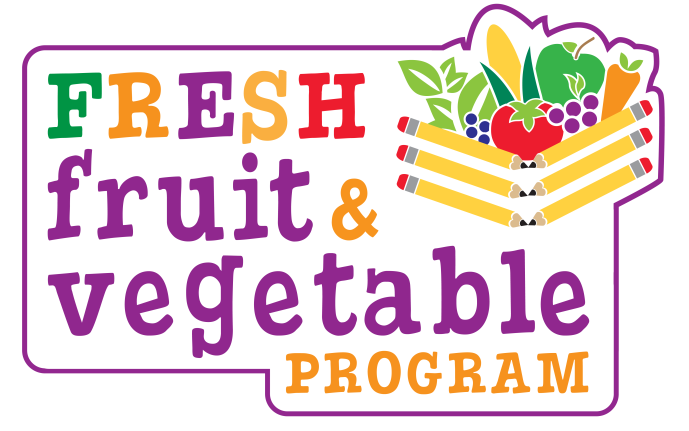 FRESH
fruit &
vegetable
PROGRAM